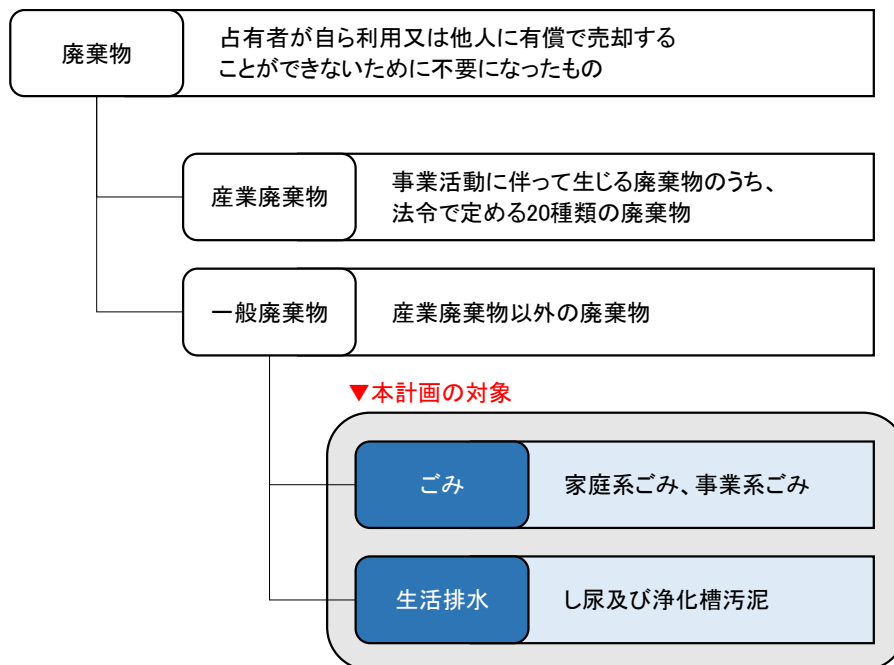 廃棄物
占有者が自ら利用又は他人に有償で売却する
ことができないために不要になったもの
産業廃棄物
事業活動に伴って生じる廃棄物のうち、
法令で定める20種類の廃棄物
一般廃棄物
産業廃棄物以外の廃棄物
▼本計画の対象
ごみ
家庭系ごみ、事業系ごみ
生活排水
し尿及び浄化槽汚泥